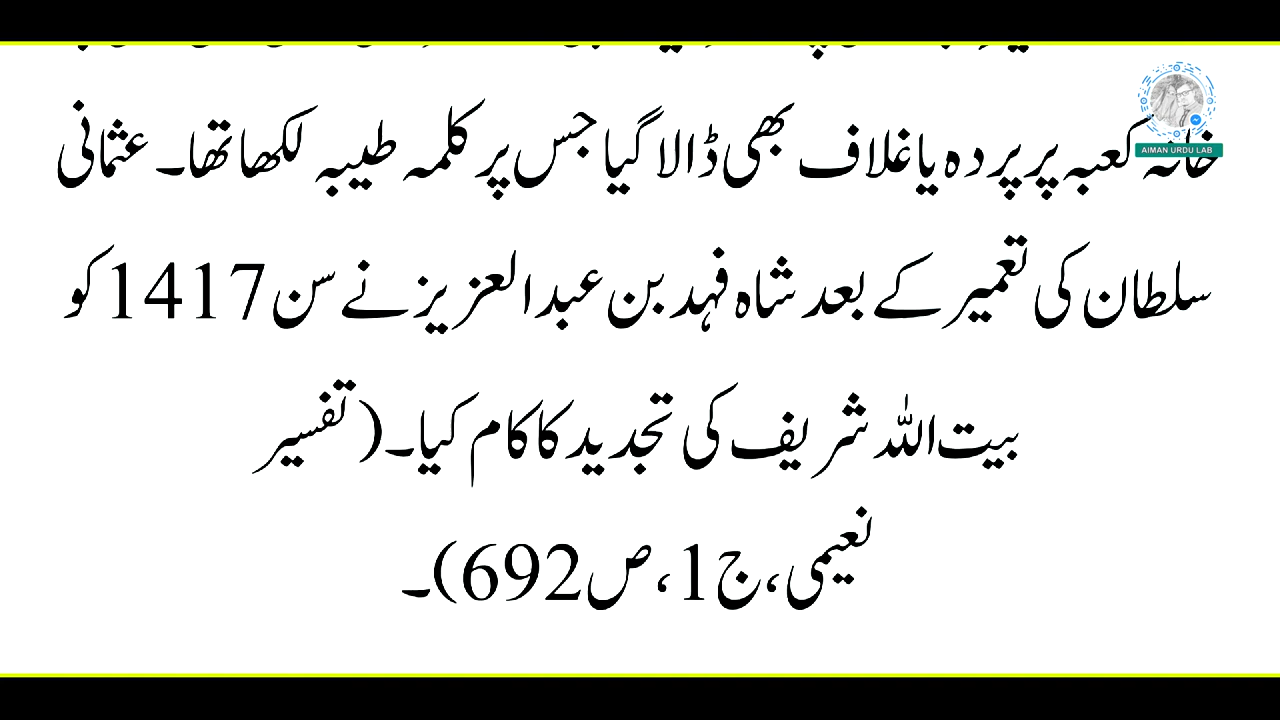 AIMAN URDU LAB
خانہ کعبہ پر پردہ یا غلاف بھی ڈالا گیا جس پر کلمہ طیبہ لکھا تھا۔ عثمانی
سلطان کی تعمیر کے بعد شاہ فہد بن عبدالعزیز نے سن 1417 کو
بیت اللہ شریف کی تجدید کا کام کیا۔ (تفسیر
نعیمی، ج1، ص692)۔